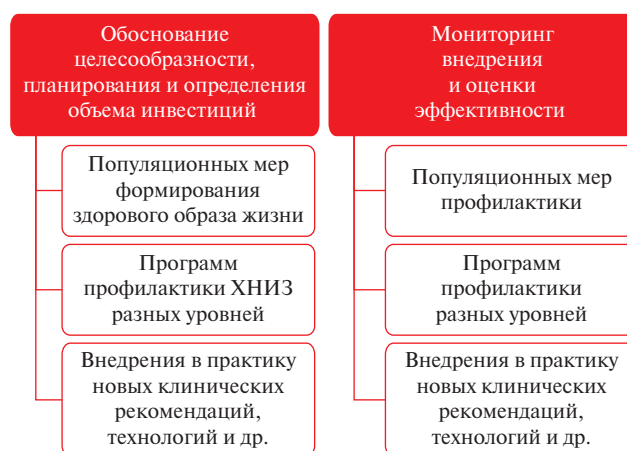 Обоснование
целесообразности,
планирования и определения
объема инвестиций
Популяционных мер
формирования
здорового образа жизни
Программ
профилактики ХНИЗ
разных уровней
Внедрения в практику
новых клинических
рекомендаций,
технологий и др.
Мониторинг
внедрения
и оценки
эффективности
Популяционных мер
профилактики
Программ
профилактики
разных уровней
Внедрения в практику
новых клинических
рекомендаций,
технологий и др.